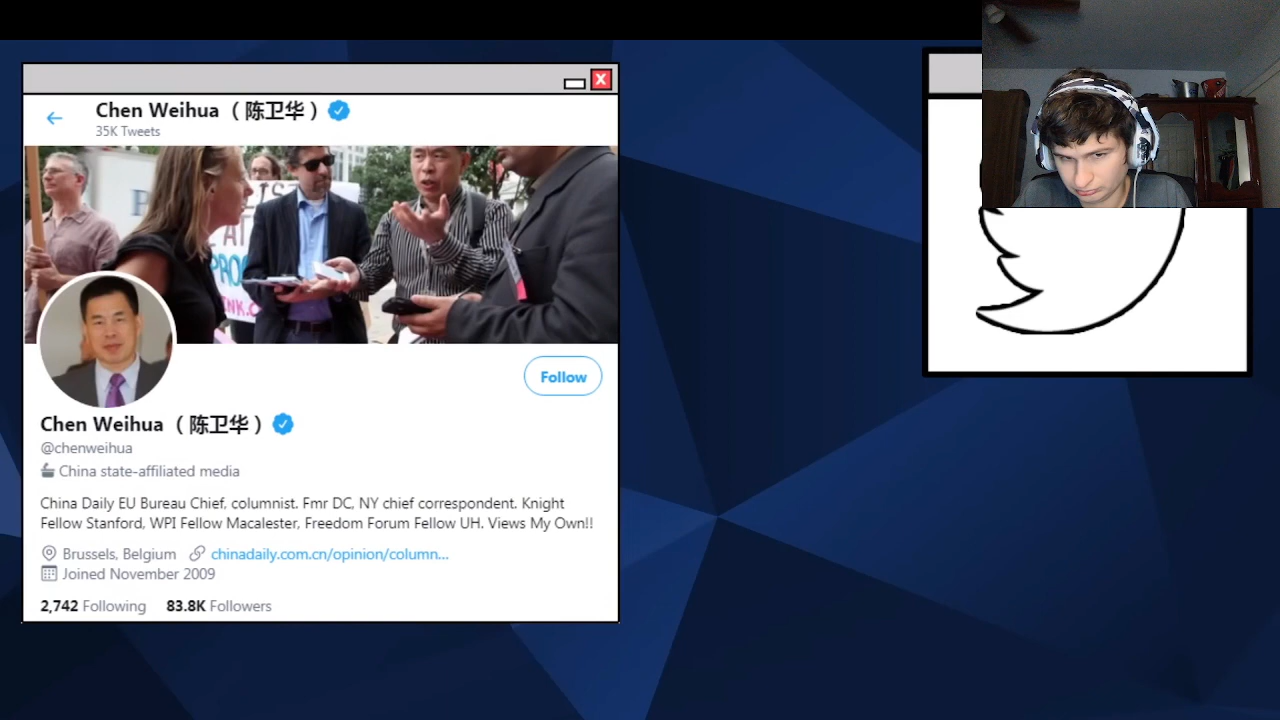 Chen Weihua （ 陈卫华 ）
35K Tweets
Follow
Chen Weihua （ 陈卫华 ）
@chenweihua
China state-affiliated media
China Daily EU Bureau Chief, columnist. Fmr DC, NY chief correspondent. Knight
Fellow Stanford, WPI Fellow Macalester, Freedom Forum Fellow UH. Views My Own!!
Brussels, Belgium chinadaily.com.cn/opinion/column...
Joined November 2009
2,742 Following 83.8K Followers